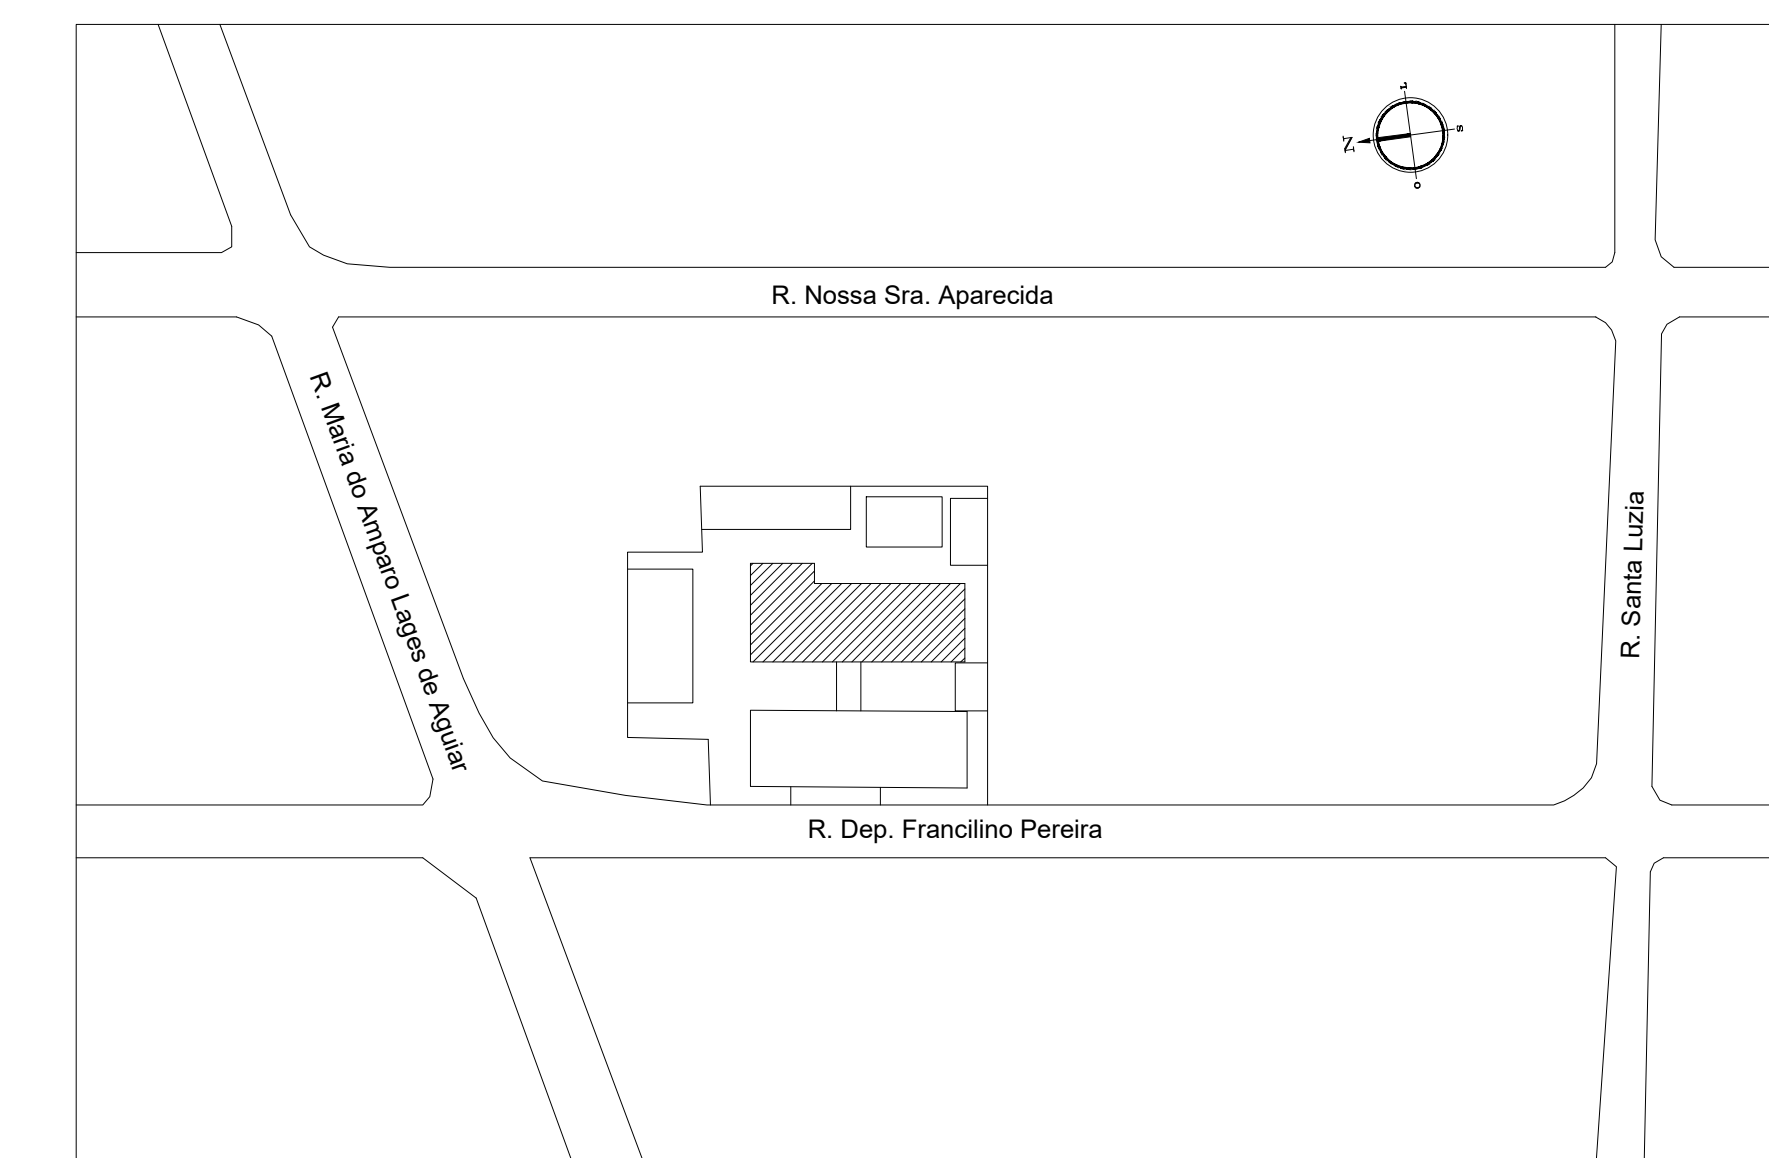 L
S
N
O
R. Nossa Sra. Aparecida
R. Maria do Amparo Lages de Aguiar
R. Santa Luzia
R. Dep. Francilino Pereira